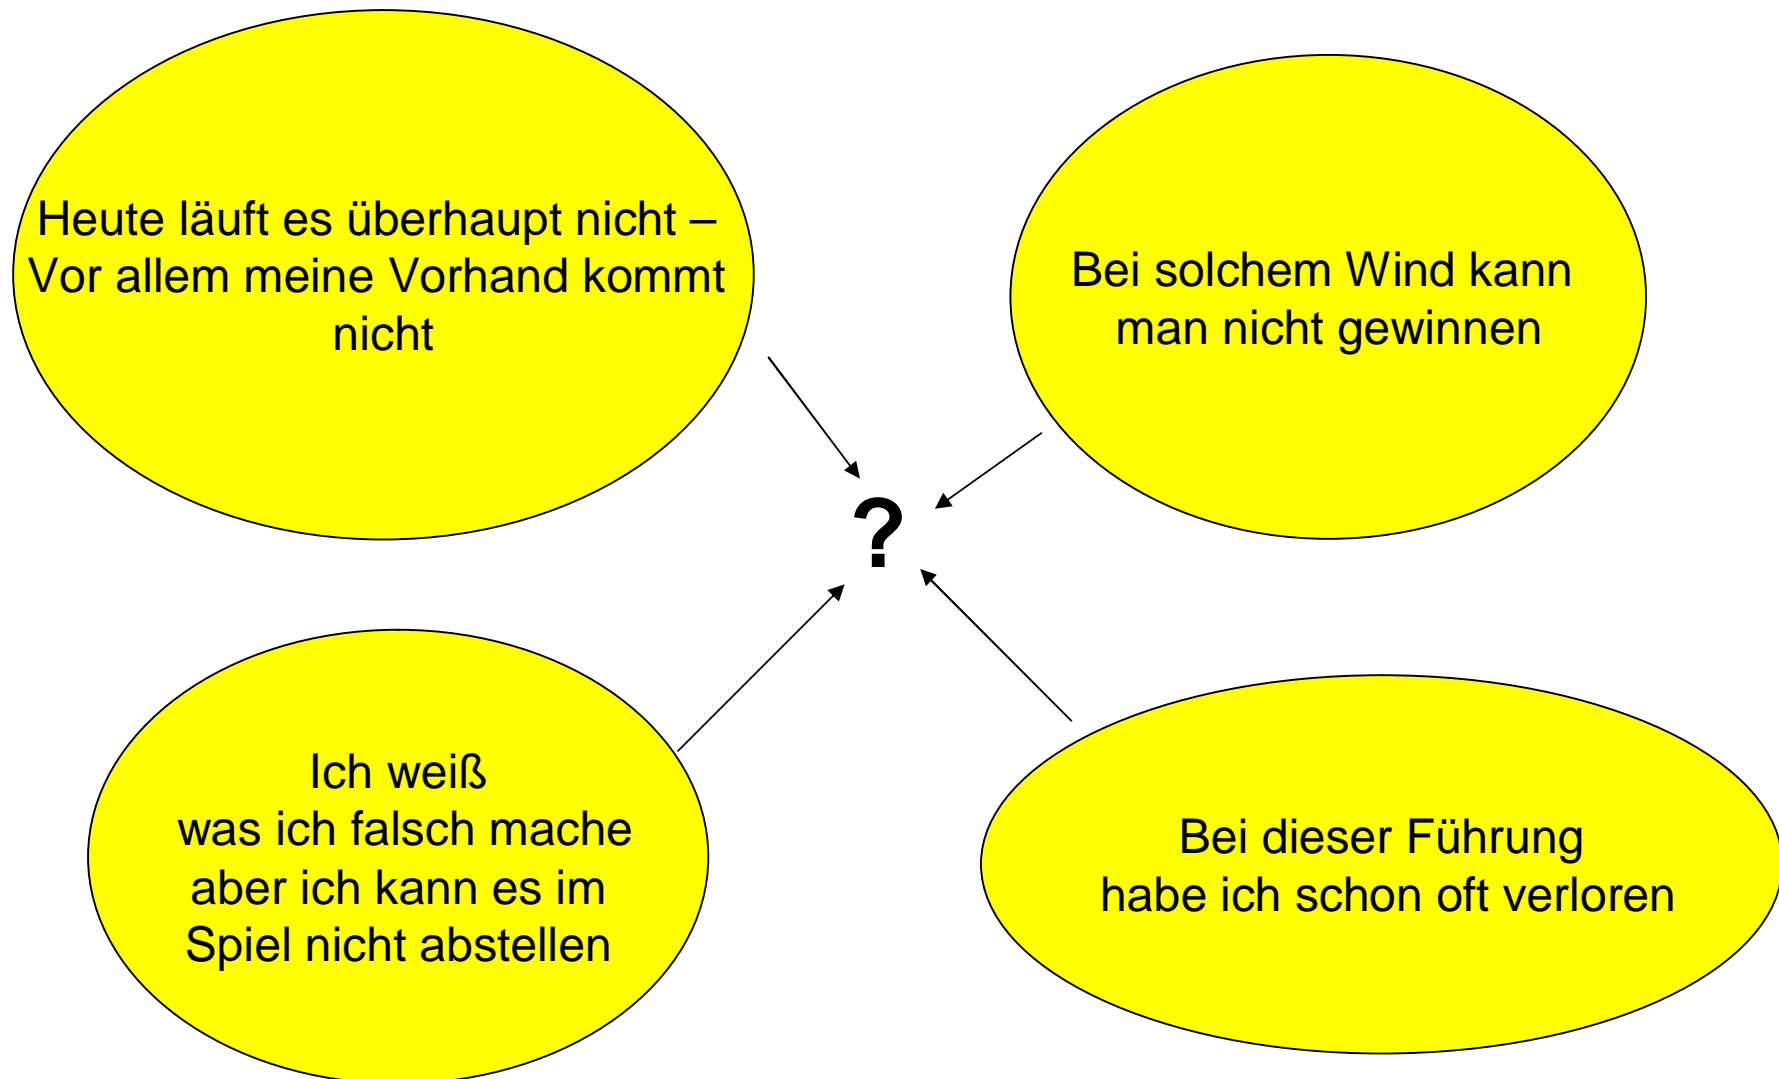 Heute läuft es überhaupt nicht –
Vor allem meine Vorhand kommt
nicht
Bei solchem Wind kann
man nicht gewinnen
?
Ich weiß
was ich falsch mache
aber ich kann es im
Spiel nicht abstellen
Bei dieser Führung
habe ich schon oft verloren